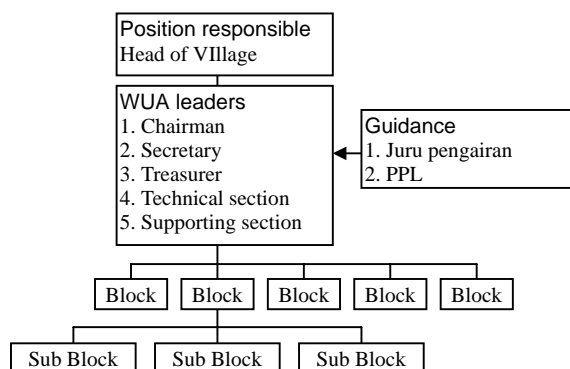 Position responsible
Head of VIllage
WUA leaders
1. Chairman
2. Secretary
3. Treasurer
4. Technical section
5. Supporting section
Guidance
1. Juru pengairan
2. PPL
Block
Block
Block
Block
Block
Sub Block
Sub Block
Sub Block